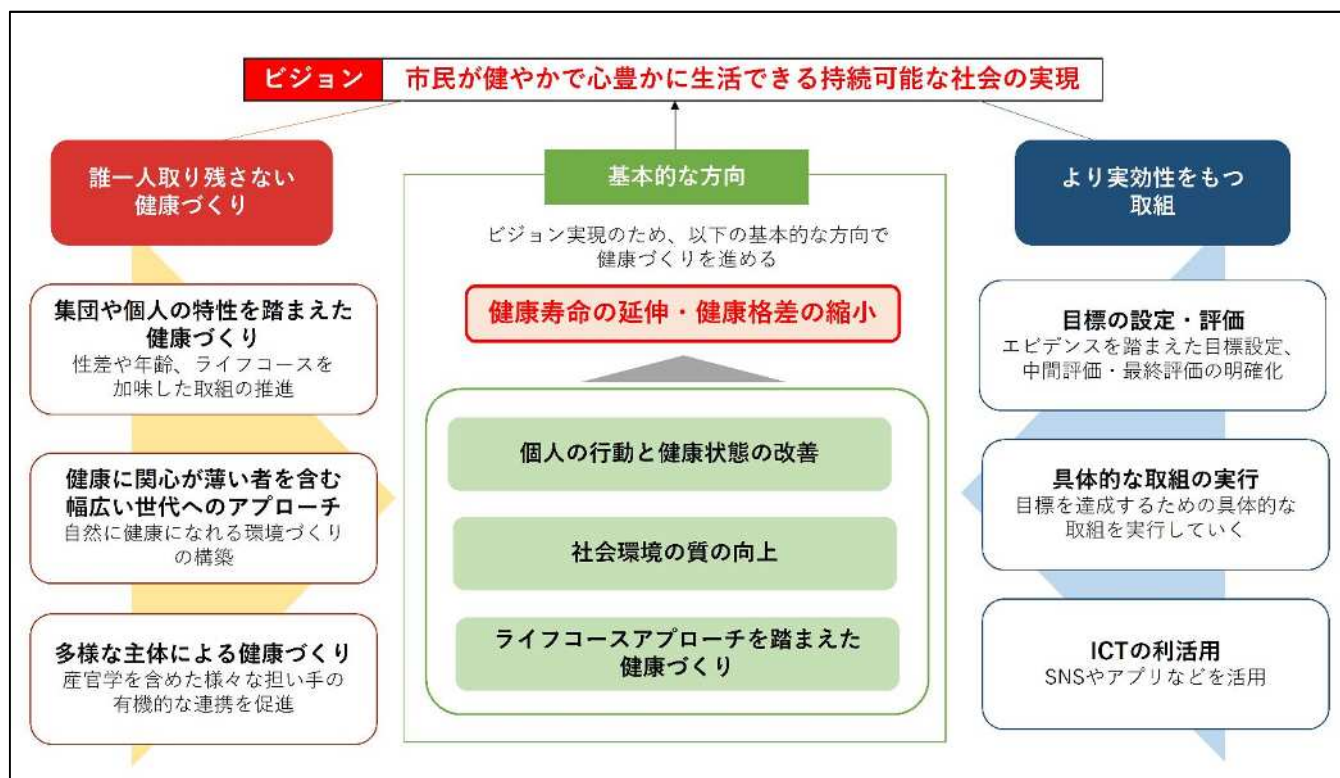 ビジョン 市民が健やかで心豊かに生活できる持続可能な社会の実現
誰一人取り残さない
健康づくり
集団や個人の特性を踏まえた
健康づくり
性差や年齢、ライフコースを
加味した取組の推進
健康に関心が薄い者を含む
幅広い世代へのアプローチ
自然に健康になれる環境づくり
の構築
多様な主体による健康づくり
産官学を含めた様々な担い手の
有機的な連携を促進
基本的な方向
ビジョン実現のため、以下の基本的な方向で
健康づくりを進める
健康寿命の延伸・健康格差の縮小
個人の行動と健康状態の改善
社会環境の質の向上
ライフコースアプローチを踏まえた
健康づくり
より実効性をもつ
取組
目標の設定・評価
エビデンスを踏まえた目標設定、
中間評価・最終評価の明確化
具体的な取組の実行
目標を達成するための具体的な
取組を実行していく
ICTの利活用
SNSやアプリなどを活用